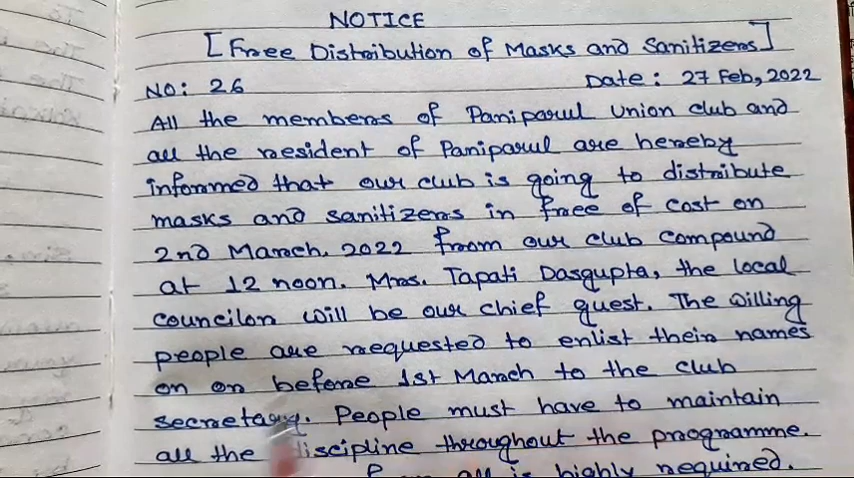 NOTICE
[Free Distribution of Masks and Sanitizers]
NO: 26 Date: 27 Feb, 2022
All the members of Paniparul Union club and
all the resident of Paniparul are hereby
informed that our club is going to distribute
masks and sanitizers in free of cost on
2nd March, 2022 from our club compound
at 12 noon. Mrs. Tapati Dasgupta, the local
councilor will be our chief guest. The willing
people are requested to enlist their names
on or before 1st March to the club
secretary. People must have to maintain
all the discipline throughout the programme.
from all is highly required.